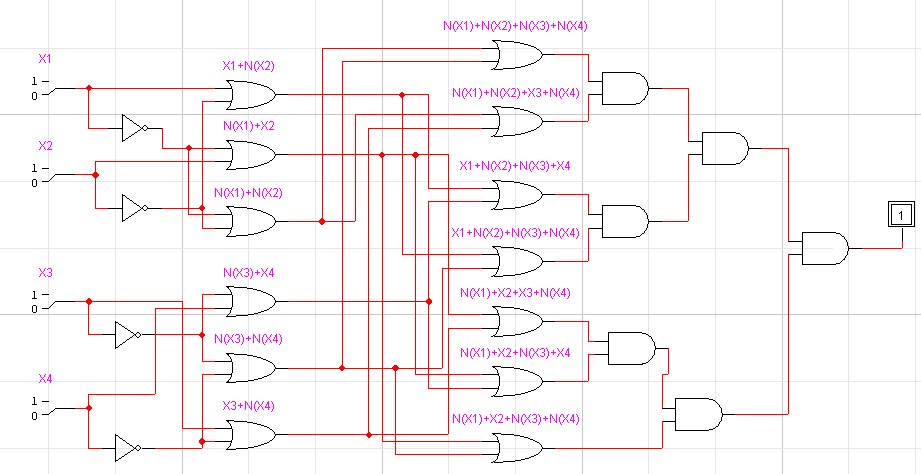 N(X1)+N(X2)+N(X3)+N(X4)
X1
X1+N(X2)
1
0
N(X1)+N(X2)+X3+N(X4)
N(X1)+X2
X2
1
0
X1+N(X2)+N(X3)+X4
N(X1)+N(X2)
1
X1+N(X2)+N(X3)+N(X4)
X3
N(X3)+X4
1
0
N(X1)+X2+X3+N(X4)
N(X3)+N(X4)
N(X1)+X2+N(X3)+X4
X4
1
0
X3+N(X4)
N(X1)+X2+N(X3)+N(X4)